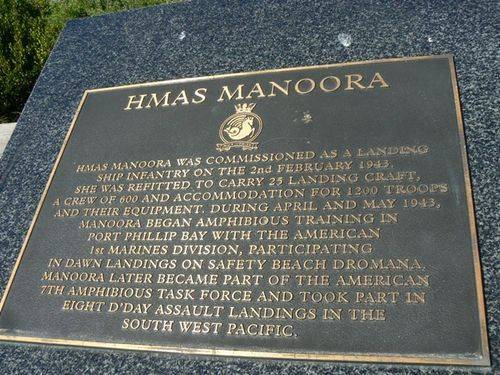 HMAS MANOORA
HMAS MANOORA WAS COMMISSIONED AS A LANDING
SHIP INFANTRY ON THE 2nd FEBRUARY 1943.
SHE WAS REFITTED TO CARRY 25 LANDING CRAFT,
A CREW OF 600 AND ACCOMMODATION FOR 1200 TROOPS
AND THEIR EQUIPMENT. DURING APRIL AND MAY 1943,
MANOORA BEGAN AMPHIBIOUS TRAINING IN
PORT PHILLIP BAY WITH THE AMERICAN
1st MARINES DIVISION, PARTICIPATING
IN DAWN LANDINGS ON SAFETY BEACH DROMANA.
MANOORA LATER BECAME PART OF THE AMERICAN
7TH AMPHIBIOUS TASK FORCE AND TOOK PART IN
EIGHT D'DAY ASSAULT LANDINGS IN THE
SOUTH WEST PACIFIC.